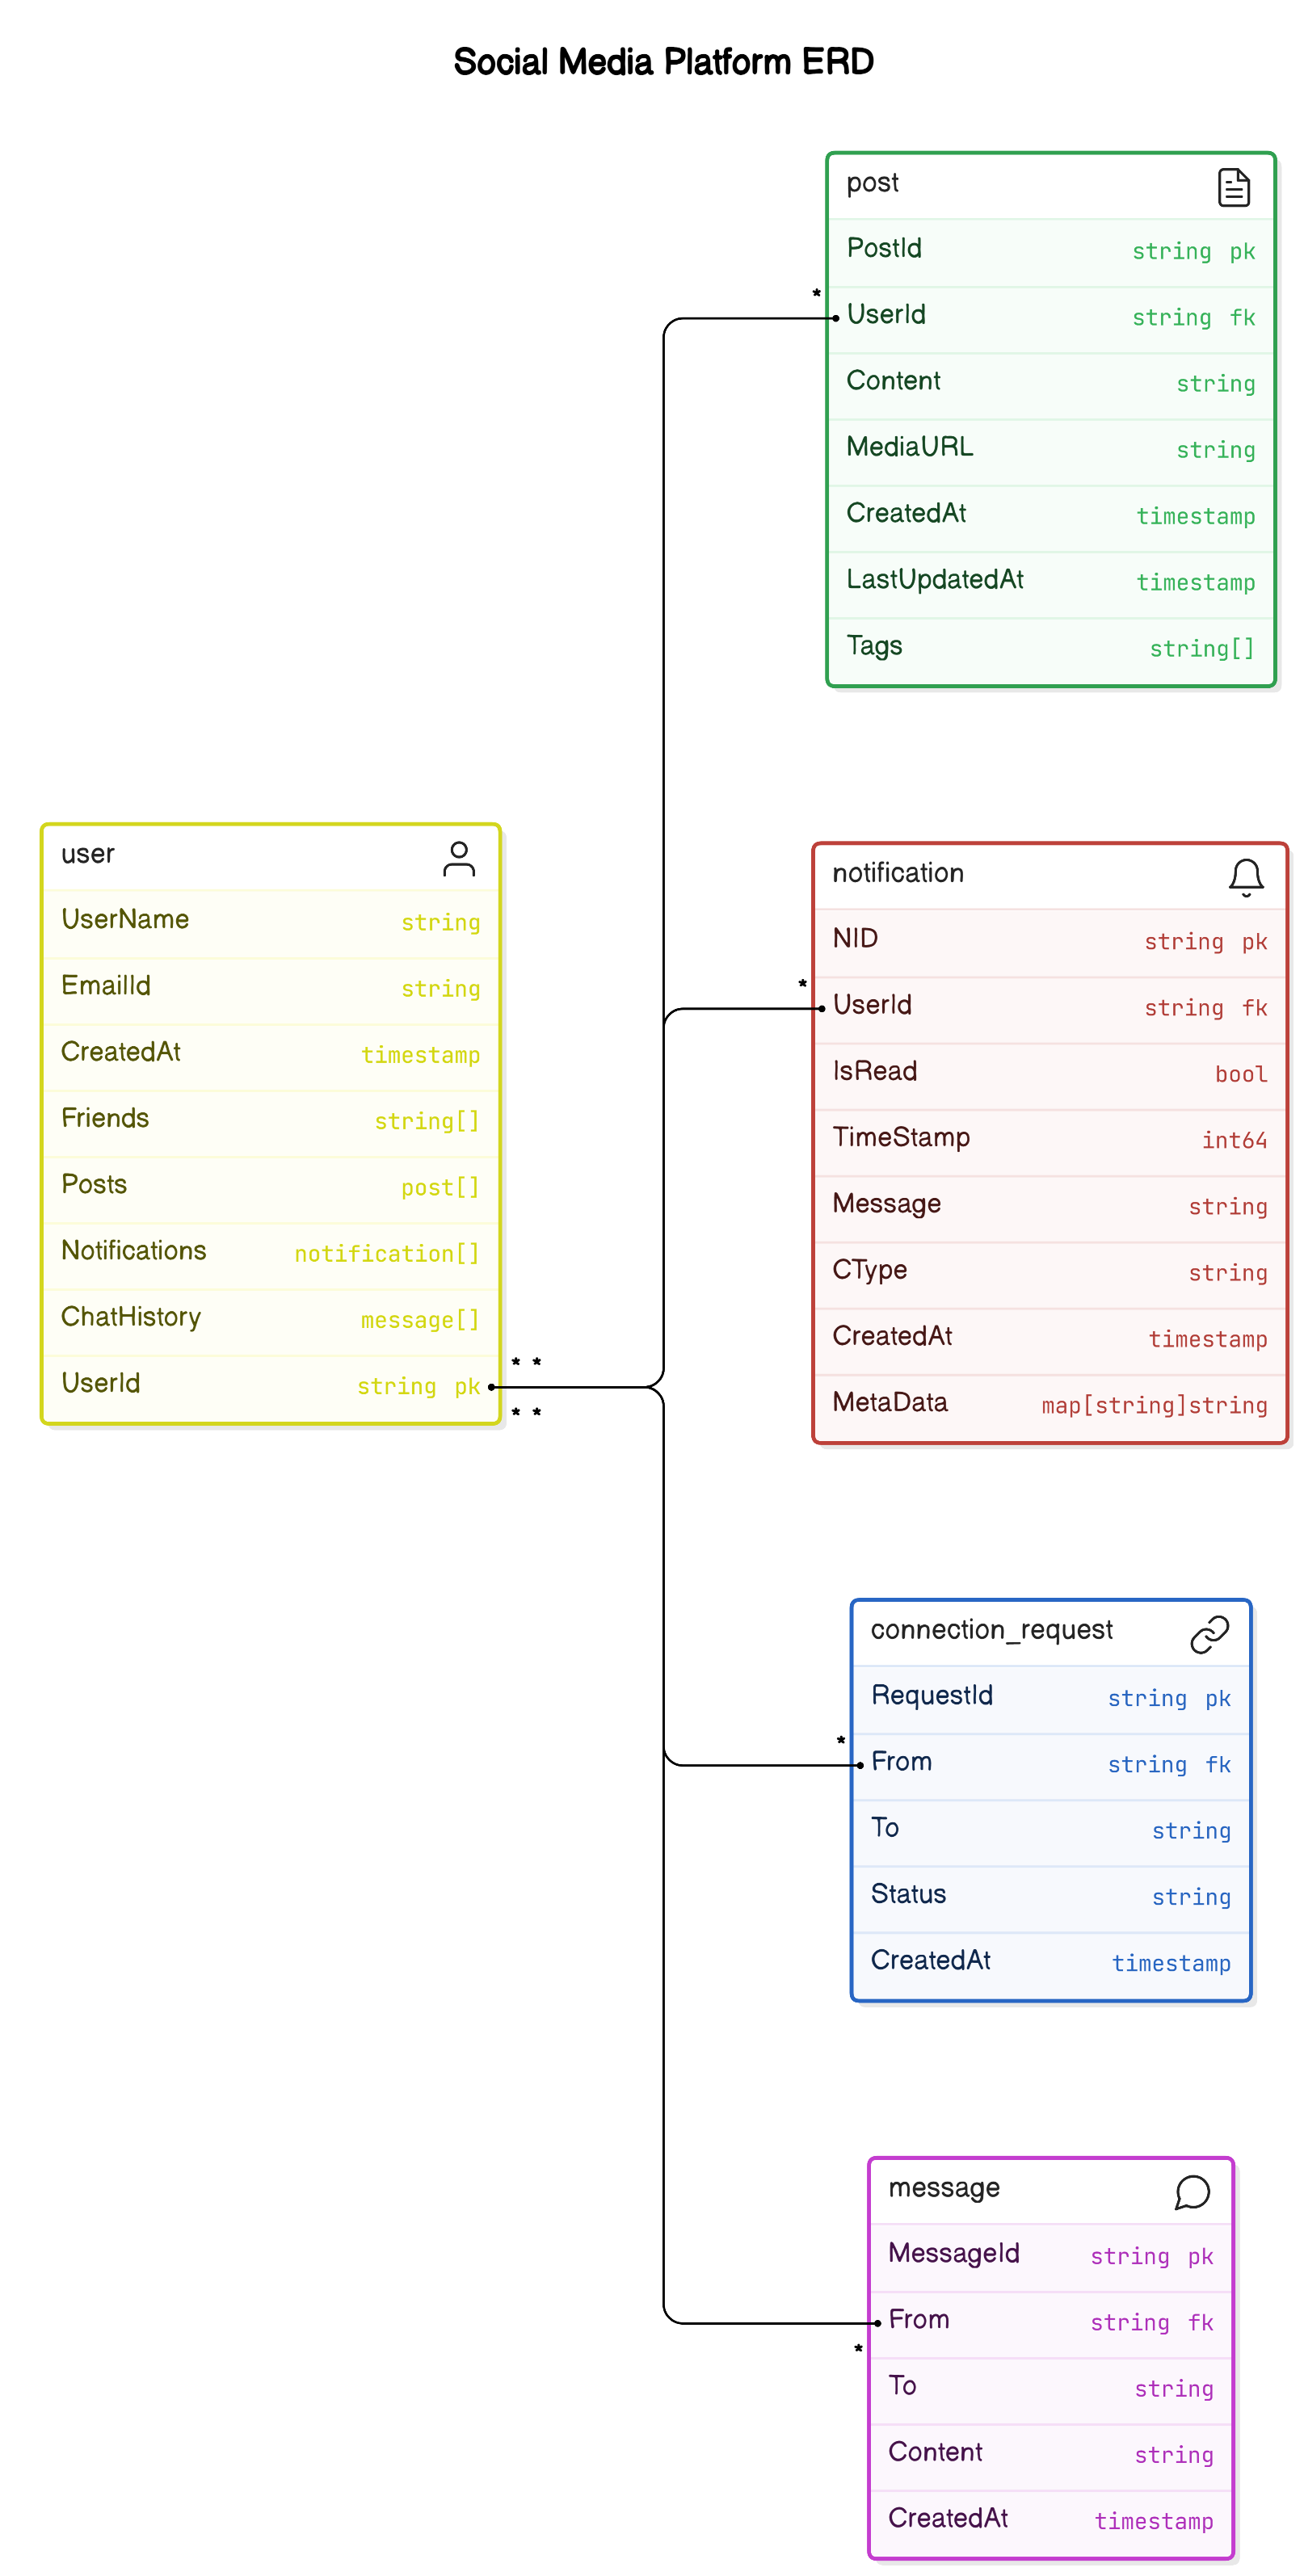 Social Media Platform ERD
post
PostId string pk
*
UserId string fk
Content string
MediaURL string
CreatedAt timestamp
LastUpdatedAt timestamp
Tags string[]
user
UserName string
EmailId string
CreatedAt timestamp
Friends string[]
Posts post[]
Notifications notification[]
ChatHistory message[]
* *
UserId string pk
* *
notification
NID string pk
*
UserId string fk
IsRead bool
TimeStamp int64
Message string
CType string
CreatedAt timestamp
MetaData map[string]string
connection_request
RequestId string pk
*
From string fk
To string
Status string
CreatedAt timestamp
message
MessageId string pk
From string fk
*
To string
Content string
CreatedAt timestamp